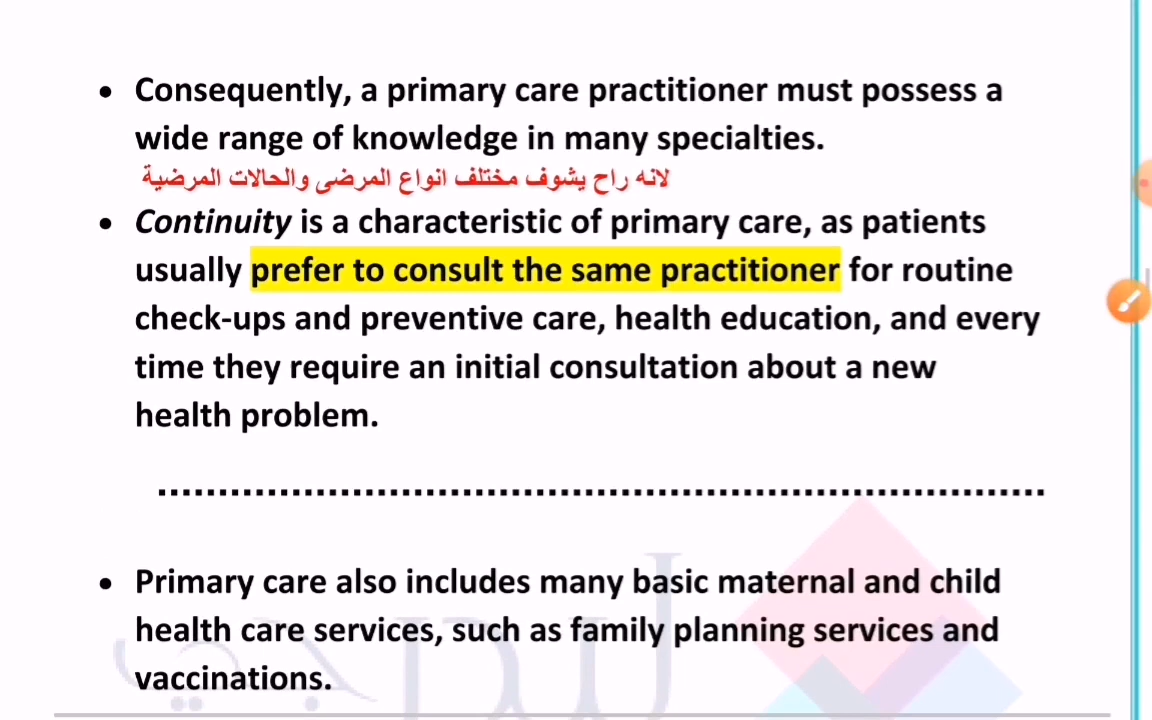 • Consequently, a primary care practitioner must possess a
wide range of knowledge in many specialties.
لانه راح يشوف مختلف انواع المرضى والحالات المرضية
• Continuity is a characteristic of primary care, as patients
usually prefer to consult the same practitioner for routine
check-ups and preventive care, health education, and every
time they require an initial consultation about a new
health problem.
................................................................................
• Primary care also includes many basic maternal and child
health care services, such as family planning services and
vaccinations.